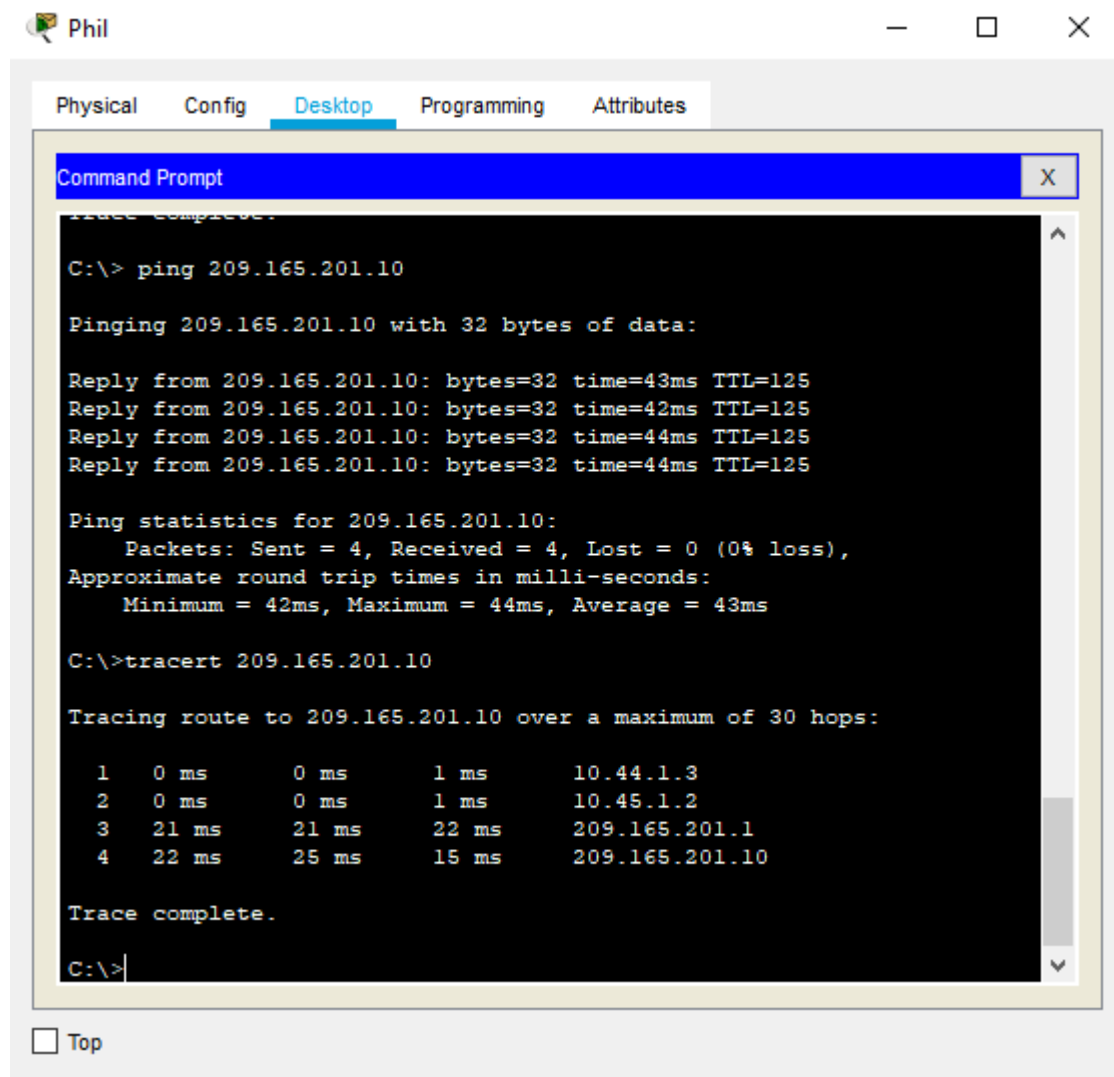 Phil
Physical Config Desktop Programming Attributes
Command Prompt X
Trace complete.
C:\> ping 209.165.201.10
Pinging 209.165.201.10 with 32 bytes of data:
Reply from 209.165.201.10: bytes=32 time=43ms TTL=125
Reply from 209.165.201.10: bytes=32 time=42ms TTL=125
Reply from 209.165.201.10: bytes=32 time=44ms TTL=125
Reply from 209.165.201.10: bytes=32 time=44ms TTL=125
Ping statistics for 209.165.201.10:
Packets: Sent = 4, Received = 4, Lost = 0 (0% loss),
Approximate round trip times in milli-seconds:
Minimum = 42ms, Maximum = 44ms, Average = 43ms
C:\>tracert 209.165.201.10
Tracing route to 209.165.201.10 over a maximum of 30 hops:
1 0 ms 0 ms 1 ms 10.44.1.3
2 0 ms 0 ms 1 ms 10.45.1.2
3 21 ms 21 ms 22 ms 209.165.201.1
4 22 ms 25 ms 15 ms 209.165.201.10
Trace complete.
C:\>
Top